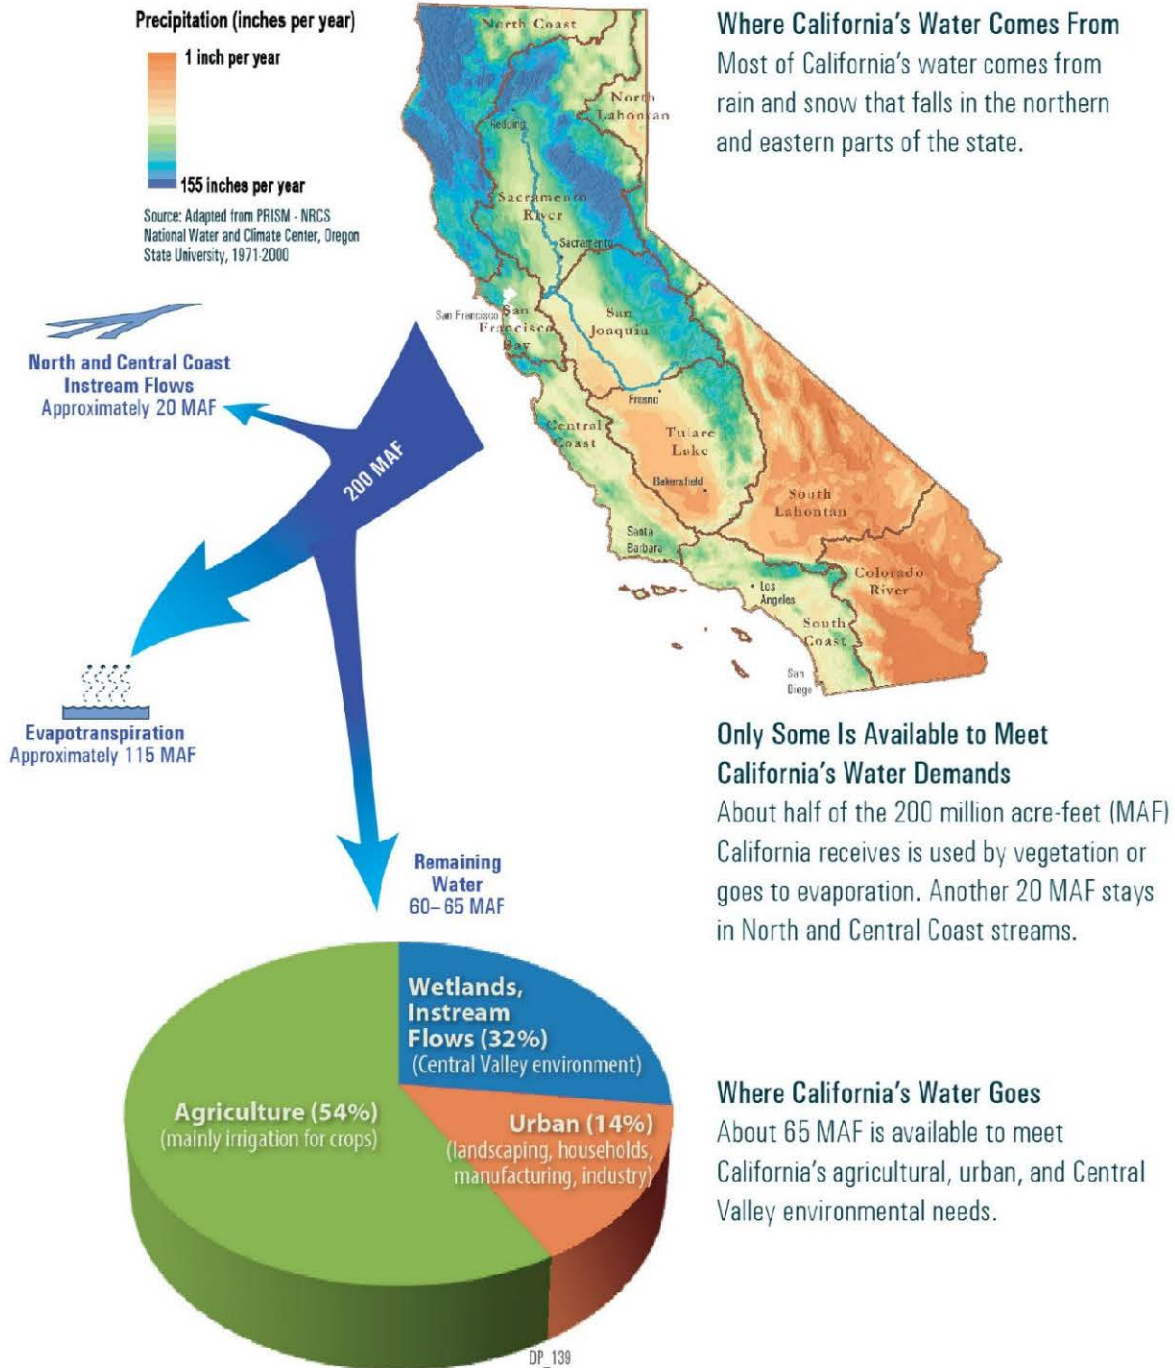 Precipitation (inches per year)
1 inch per year
155 inches per year
Source: Adapted from PRISM - NRCS
National Water and Climate Center, Oregon
State University, 1971-2000
North Coast
North
Lahontan
Redding
Sacramento
River
Sacramento
San Francisco
San
Francisco
Bay
San
Joaquin
Fresno
Central
Coast
Tulare
Lake
Bakersfield
South
Lahontan
Santa
Barbara
Los
Angeles
Colorado
River
South
Coast
San
Diego
Where California's Water Comes From
Most of California's water comes from
rain and snow that falls in the northern
and eastern parts of the state.
North and Central Coast
Instream Flows
Approximately 20 MAF
200 MAF
Evapotranspiration
Approximately 115 MAF
Remaining
Water
60–65 MAF
Only Some Is Available to Meet
California's Water Demands
About half of the 200 million acre-feet (MAF)
California receives is used by vegetation or
goes to evaporation. Another 20 MAF stays
in North and Central Coast streams.
Wetlands,
Instream
Flows (32%)
(Central Valley environment)
Agriculture (54%)
(mainly irrigation for crops)
Urban (14%)
(landscaping, households,
manufacturing, industry)
Where California's Water Goes
About 65 MAF is available to meet
California's agricultural, urban, and Central
Valley environmental needs.
DP_139